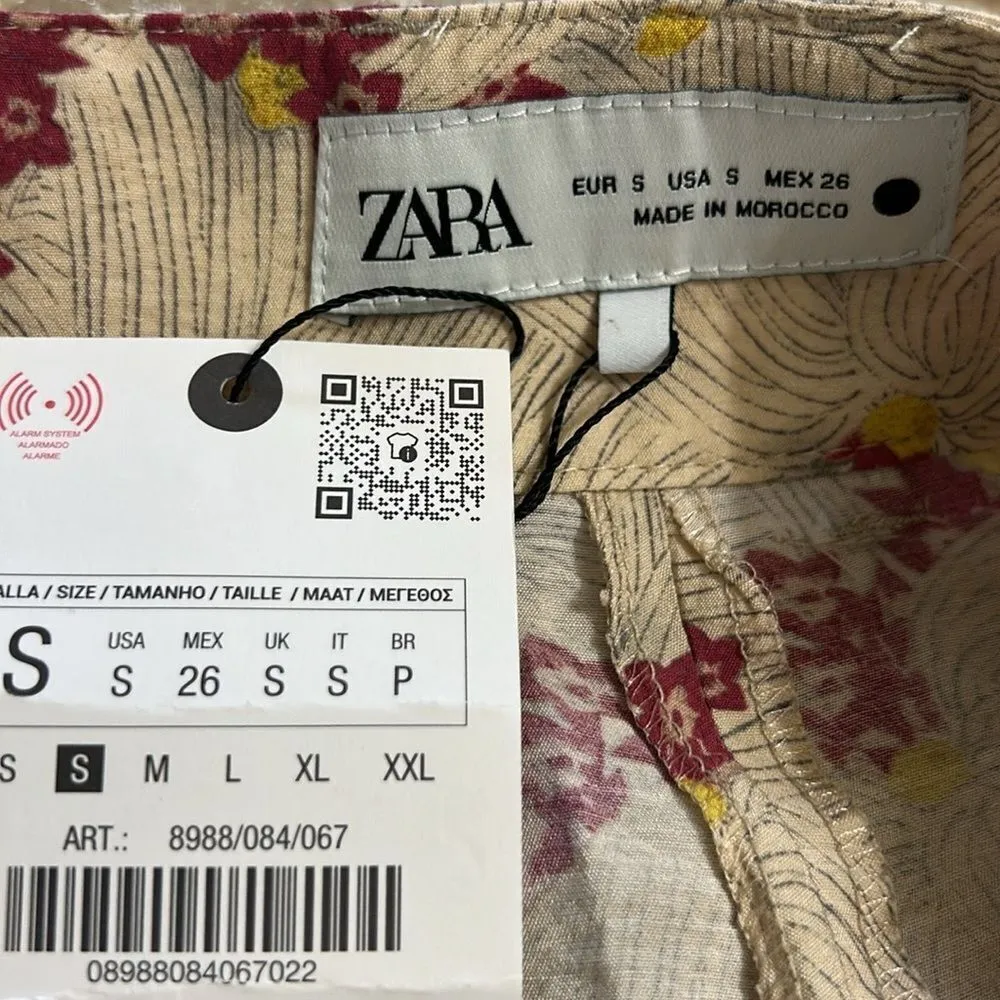 ZARA
EUR S USA S MEX 26
MADE IN MOROCCO
ALARM SYSTEM
ALARMADO
ALARME
ALLA / SIZE / TAMANHO / TAILLE / MAAT / ΜΕΓΕΘΟΣ
S
USA MEX UK IT BR
S 26 S S P
S S M L XL XXL
ART.: 8988/084/067
08988084067022